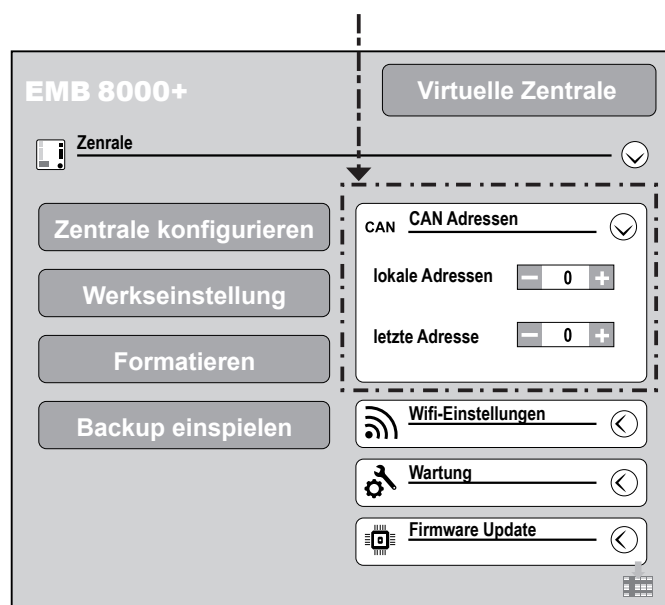 EMB 8000+
Virtuelle Zentrale
Zenrale
Zentrale konfigurieren
Werkseinstellung
Formatieren
Backup einspielen
CAN CAN Adressen
lokale Adressen − 0 +
letzte Adresse − 0 +
Wifi-Einstellungen
Wartung
Firmware Update